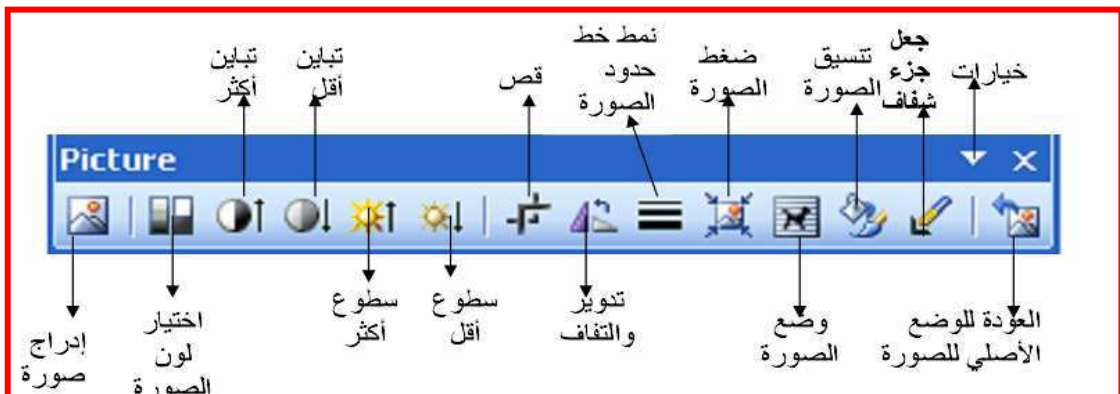 جعل
جزء
شفاف
خيارات
تنسيق
الصورة
ضغط
الصورة
نمط خط
حدود
الصورة
قص
تباين
أقل
تباين
أكثر
Picture
العودة للوضع
الأصلي للصورة
وضع
الصورة
تدوير
والتفاف
سطوع
أقل
سطوع
أكثر
اختيار
لون
الصورة
إدراج
صورة